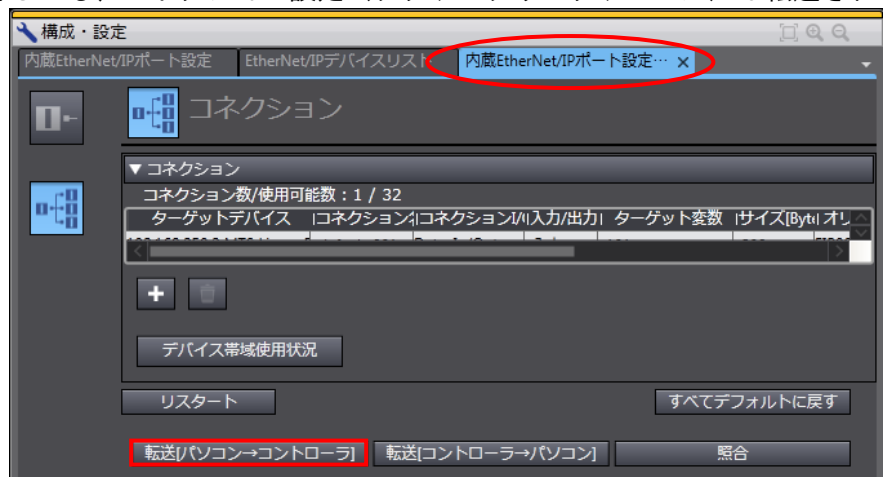 構成・設定
内蔵EtherNet/IPポート設定 EtherNet/IPデバイスリスト 内蔵EtherNet/IPポート設定… ×
コネクション
▼コネクション
コネクション数/使用可能数：1 / 32
ターゲットデバイス コネクション名 コネクションI/ 入力/出力 ターゲット変数 サイズ[Byte オリ
+
デバイス帯域使用状況
リスタート すべてデフォルトに戻す
転送[パソコン→コントローラ] 転送[コントローラ→パソコン] 照合